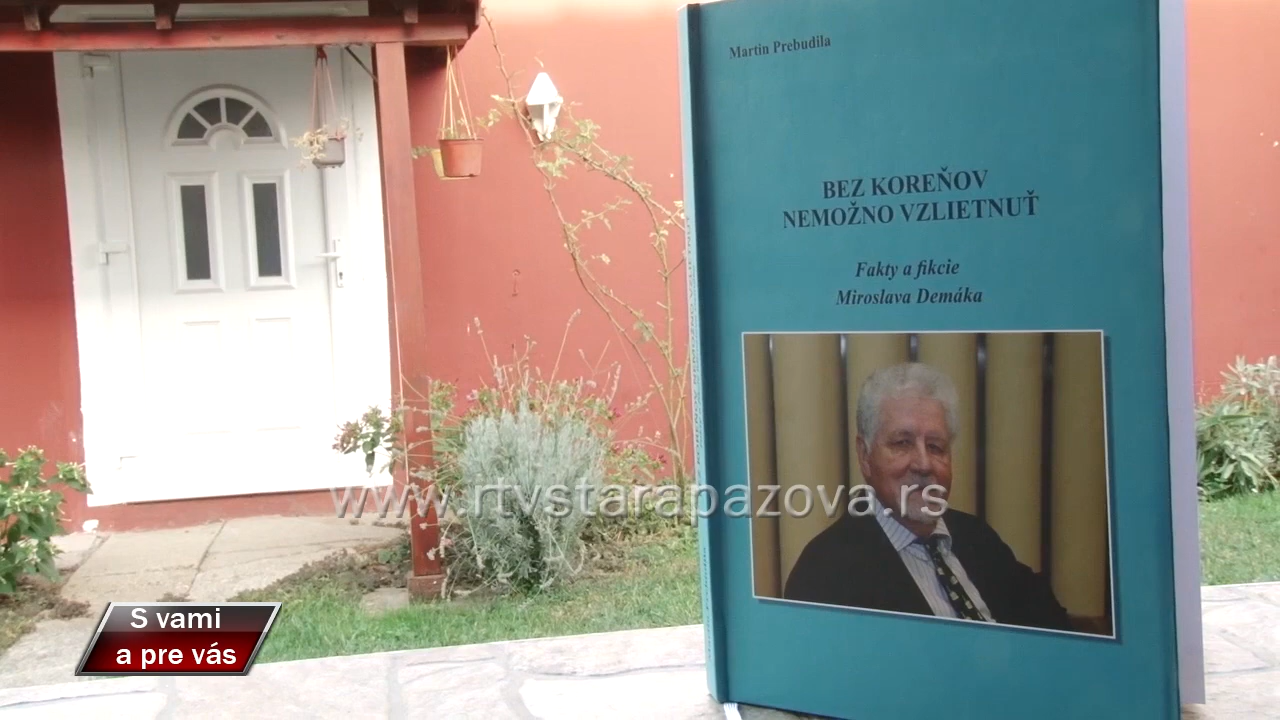 Martin Prebudila
BEZ KOREŇOV
NEMOŽNO VZLIETNUŤ
Fakty a fikcie
Miroslava Demáka
www.rtvstarapazova.rs
S vami
a pre vás